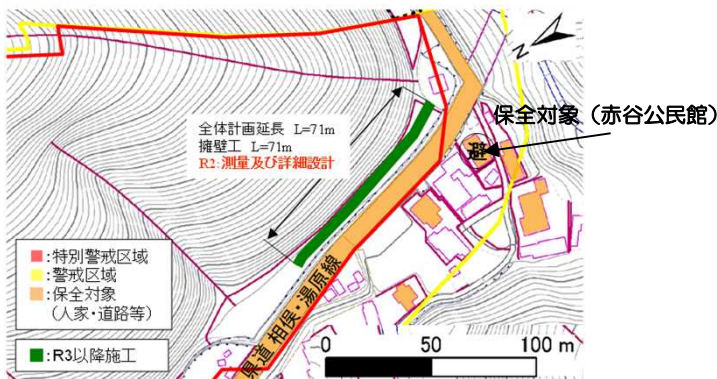 N
保全対象（赤谷公民館）
全体計画延長 L=71m
擁壁工 L=71m
R2:測量及び詳細設計
県道 相俣・湯原線
■:特別警戒区域
■:警戒区域
■:保全対象
（人家・道路等）
■:R3以降施工
0 50 100 m